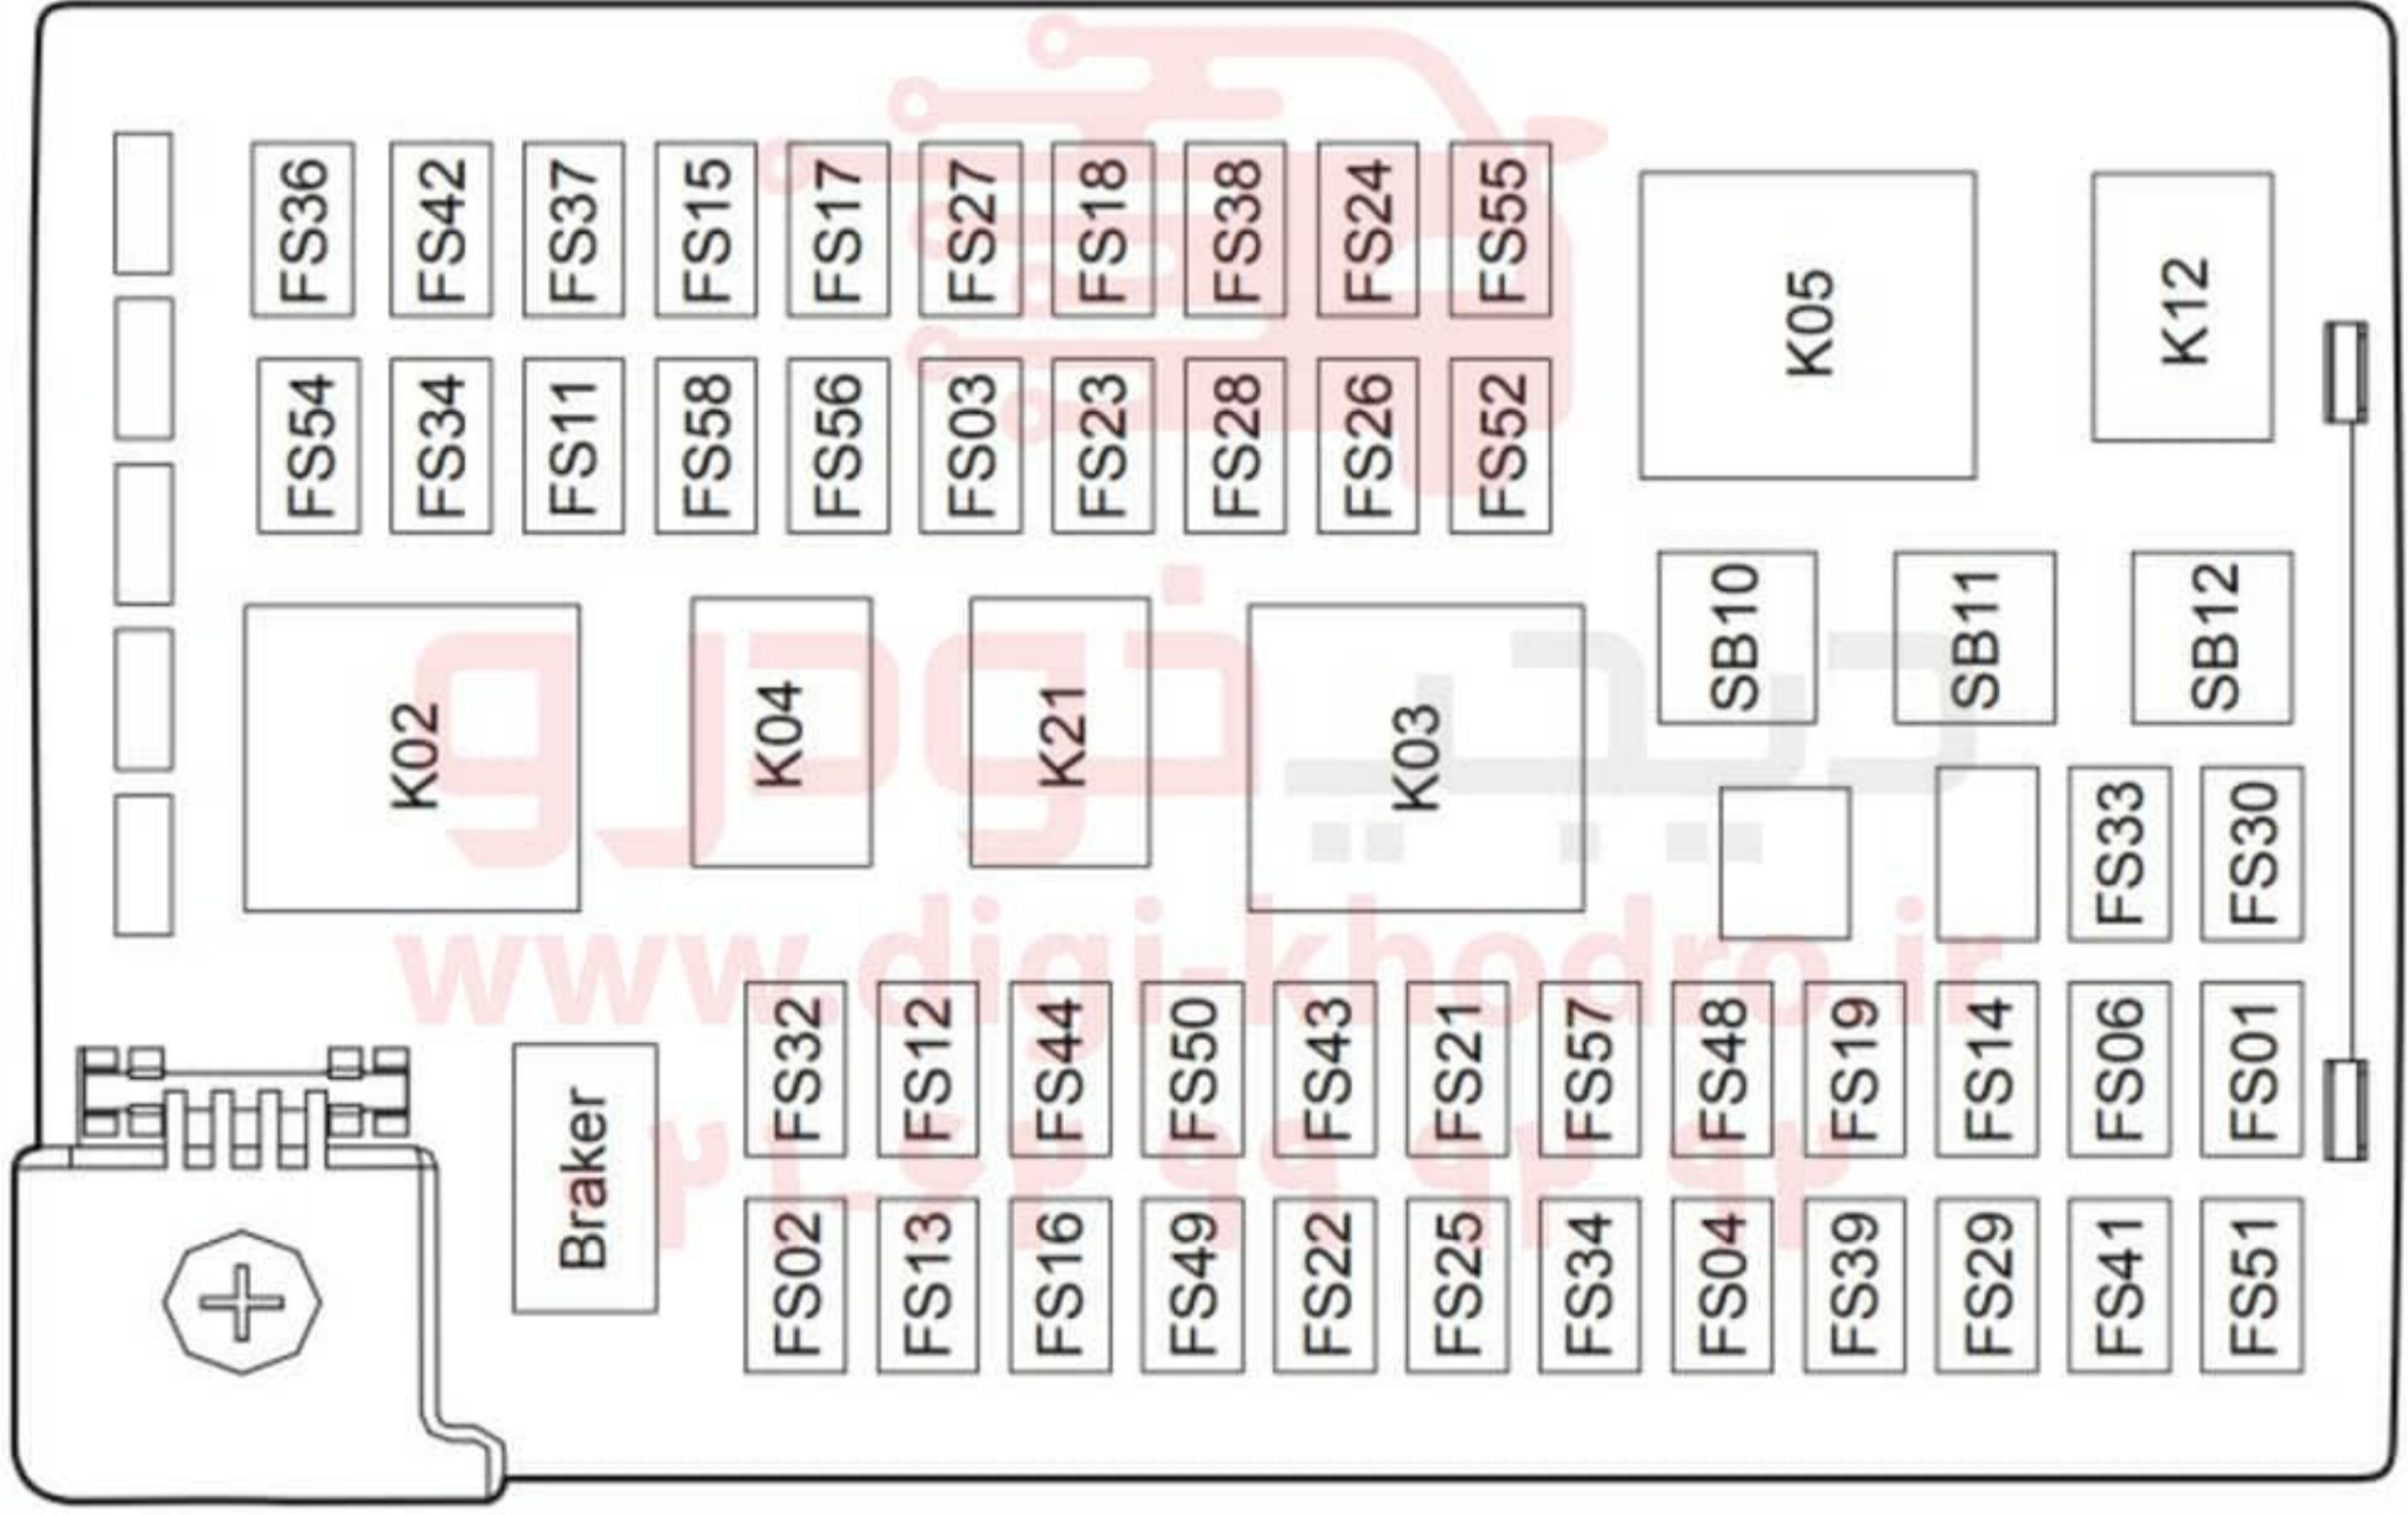 FS36 FS42 FS37 FS15 FS17 FS27 FS18 FS38 FS24 FS55
K05 K12
FS54 FS34 FS11 FS58 FS56 FS03 FS23 FS28 FS26 FS52
SB10 SB11 SB12
K02 K04 K21 K03
دیجی خودرو
FS33 FS30
www.digi-khodro.ir
FS32 FS12 FS44 FS50 FS43 FS21 FS57 FS48 FS19 FS14 FS06 FS01
Braker
FS02 FS13 FS16 FS49 FS22 FS25 FS34 FS04 FS39 FS29 FS41 FS51